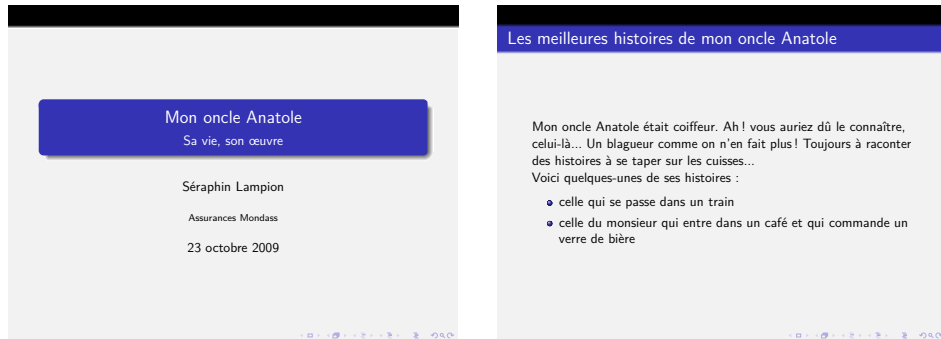 Mon oncle Anatole
Sa vie, son œuvre
Séraphin Lampion
Assurances Mondass
23 octobre 2009
Les meilleures histoires de mon oncle Anatole
Mon oncle Anatole était coiffeur. Ah ! vous auriez dû le connaître,
celui-là... Un blagueur comme on n'en fait plus ! Toujours à raconter
des histoires à se taper sur les cuisses...
Voici quelques-unes de ses histoires :
celle qui se passe dans un train
celle du monsieur qui entre dans un café et qui commande un
verre de bière